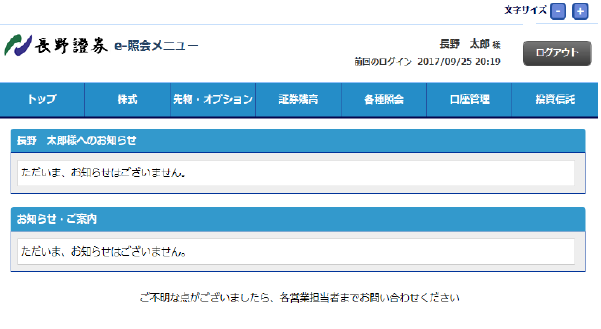 文字サイズ - +
長野證券 e-照会メニュー
長野　太郎 様
前回のログイン 2017/09/25 20:19
ログアウト
トップ 株式 先物・オプション 証券残高 各種照会 口座管理 投資信託
長野　太郎様へのお知らせ
ただいま、お知らせはございません。
お知らせ・ご案内
ただいま、お知らせはございません。
ご不明な点がございましたら、各営業担当者までお問い合わせください